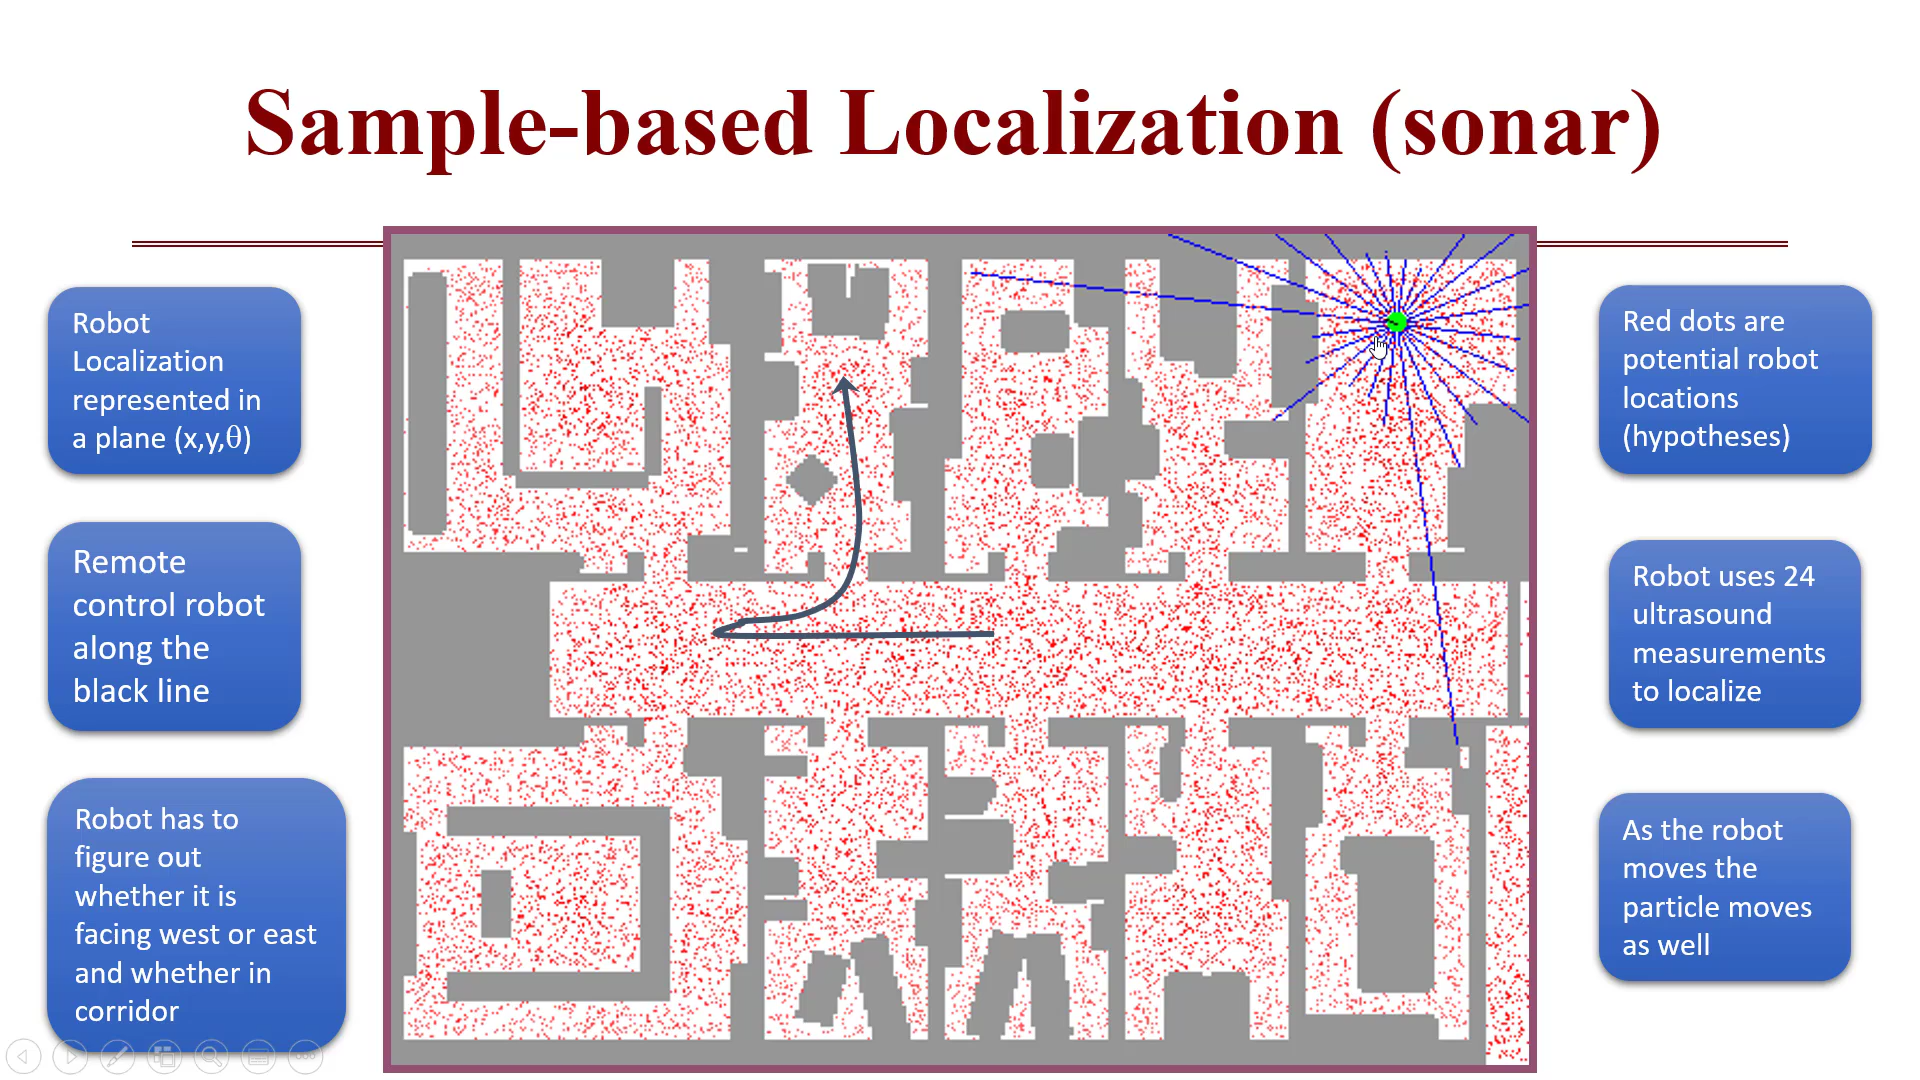 Sample-based Localization (sonar)
Robot
Localization
represented in
a plane (x,y,θ)
Remote
control robot
along the
black line
Robot has to
figure out
whether it is
facing west or east
and whether in
corridor
Red dots are
potential robot
locations
(hypotheses)
Robot uses 24
ultrasound
measurements
to localize
As the robot
moves the
particle moves
as well